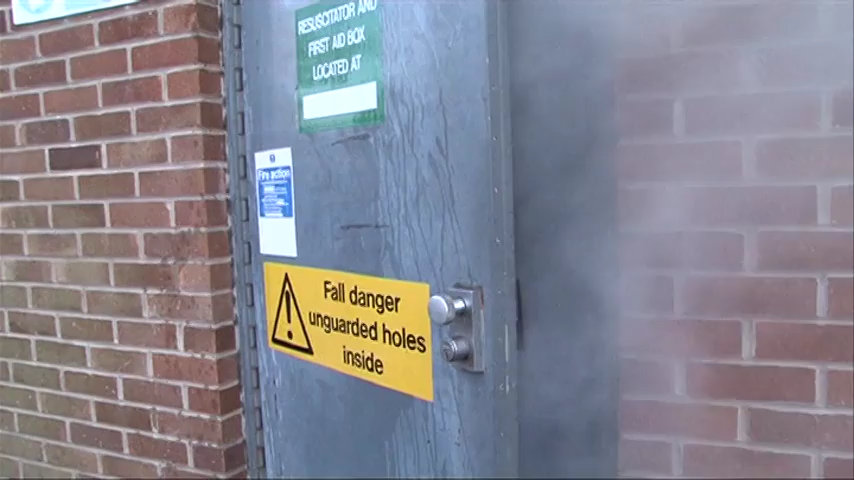 RESUSCITATOR AND
FIRST AID BOX
LOCATED AT
Fire action
Fall danger
unguarded holes
inside